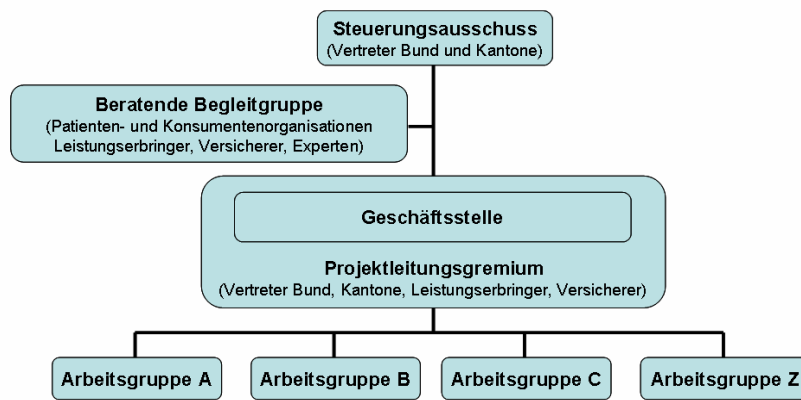 Steuerungsausschuss
(Vertreter Bund und Kantone)
Beratende Begleitgruppe
(Patienten- und Konsumentenorganisationen
Leistungserbringer, Versicherer, Experten)
Geschäftsstelle
Projektleitungsgremium
(Vertreter Bund, Kantone, Leistungserbringer, Versicherer)
Arbeitsgruppe A
Arbeitsgruppe B
Arbeitsgruppe C
Arbeitsgruppe Z